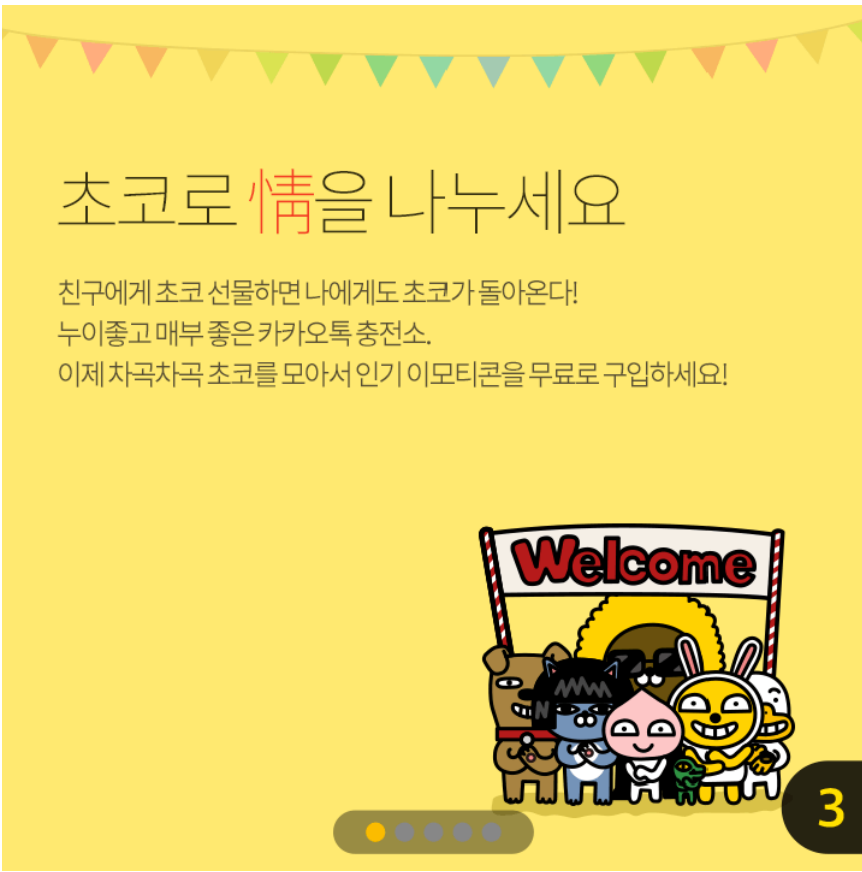 초코로 情을 나누세요
친구에게 초코 선물하면 나에게도 초코가 돌아온다!
누이좋고 매부 좋은 카카오톡 충전소.
이제 차곡차곡 초코를 모아서 인기 이모티콘을 무료로 구입하세요!
Welcome
3